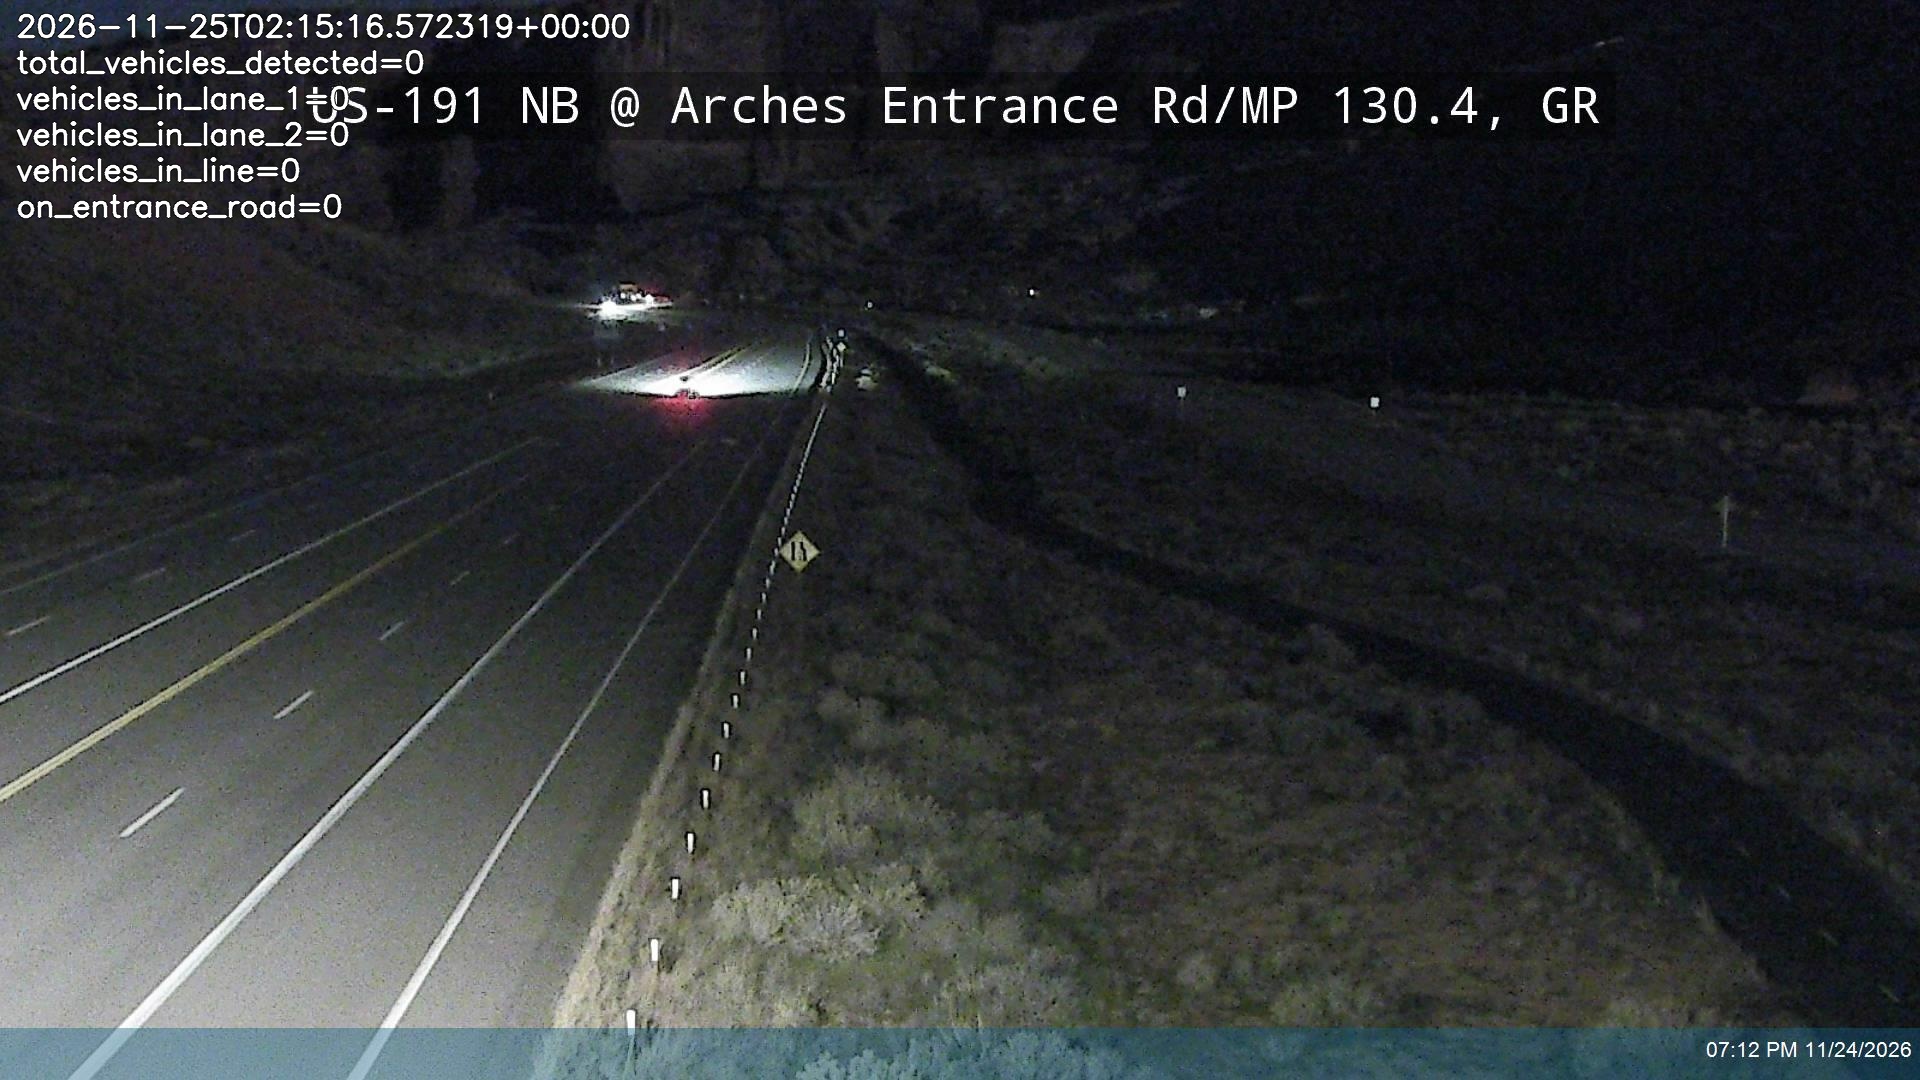 2026-11-25T02:15:16.572319+00:00
total_vehicles_detected=0
vehicles_in_lane_1=0
US-191 NB @ Arches Entrance Rd/MP 130.4, GR
vehicles_in_lane_2=0
vehicles_in_line=0
on_entrance_road=0
07:12 PM 11/24/2026